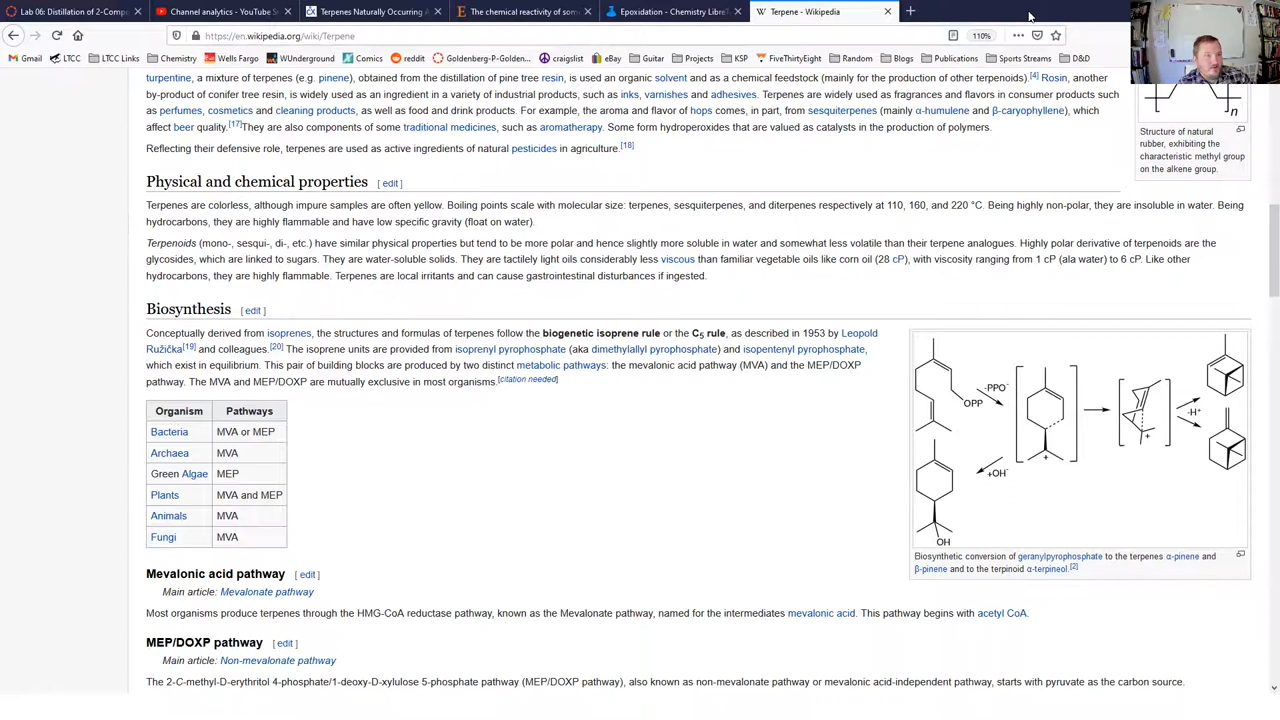 Lab 06: Distillation of 2-Comp
Channel analytics - YouTube S
Terpenes Naturally Occurring A
The chemical reactivity of som
Epoxidation - Chemistry LibreT
Terpene - Wikipedia
https://en.wikipedia.org/wiki/Terpene
110%
Gmail LTCC LTCC Links Chemistry Wells Fargo WUnderground Comics reddit Goldenberg-P-Golden... craigslist eBay Guitar Projects KSP FiveThirtyEight Random Blogs Publications Sports Streams D&D
turpentine, a mixture of terpenes (e.g. pinene), obtained from the distillation of pine tree resin, is used as an organic solvent and as a chemical feedstock (mainly for the production of other terpenoids).[4] Rosin, another
by-product of conifer tree resin, is widely used as an ingredient in a variety of industrial products, such as inks, varnishes and adhesives. Terpenes are widely used as fragrances and flavors in consumer products such
as perfumes, cosmetics and cleaning products, as well as food and drink products. For example, the aroma and flavor of hops comes, in part, from sesquiterpenes (mainly α-humulene and β-caryophyllene), which
affect beer quality.[17]They are also components of some traditional medicines, such as aromatherapy. Some form hydroperoxides that are valued as catalysts in the production of polymers.
Reflecting their defensive role, terpenes are used as active ingredients of natural pesticides in agriculture.[18]
n
Structure of natural
rubber, exhibiting the
characteristic methyl group
on the alkene group.
Physical and chemical properties [ edit ]
Terpenes are colorless, although impure samples are often yellow. Boiling points scale with molecular size: terpenes, sesquiterpenes, and diterpenes respectively at 110, 160, and 220 °C. Being highly non-polar, they are insoluble in water. Being
hydrocarbons, they are highly flammable and have low specific gravity (float on water).
Terpenoids (mono-, sesqui-, di-, etc.) have similar physical properties but tend to be more polar and hence slightly more soluble in water and somewhat less volatile than their terpene analogues. Highly polar derivative of terpenoids are the
glycosides, which are linked to sugars. They are water-soluble solids. They are tactilely light oils considerably less viscous than familiar vegetable oils like corn oil (28 cP), with viscosity ranging from 1 cP (ala water) to 6 cP. Like other
hydrocarbons, they are highly flammable. Terpenes are local irritants and can cause gastrointestinal disturbances if ingested.
Biosynthesis [ edit ]
Conceptually derived from isoprenes, the structures and formulas of terpenes follow the biogenetic isoprene rule or the C5 rule, as described in 1953 by Leopold
Ružička[19] and colleagues.[20] The isoprene units are provided from isoprenyl pyrophosphate (aka dimethylallyl pyrophosphate) and isopentenyl pyrophosphate,
which exist in equilibrium. This pair of building blocks are produced by two distinct metabolic pathways: the mevalonic acid pathway (MVA) and the MEP/DOXP
pathway. The MVA and MEP/DOXP are mutually exclusive in most organisms.[citation needed]
Organism Pathways
Bacteria MVA or MEP
Archaea MVA
Green Algae MEP
Plants MVA and MEP
Animals MVA
Fungi MVA
-PPO-
OPP
-H+
+
+
+OH-
OH
Biosynthetic conversion of geranylpyrophosphate to the terpenes α-pinene and
β-pinene and to the terpinoid α-terpineol.[2]
Mevalonic acid pathway [ edit ]
Main article: Mevalonate pathway
Most organisms produce terpenes through the HMG-CoA reductase pathway, known as the Mevalonate pathway, named for the intermediates mevalonic acid. This pathway begins with acetyl CoA.
MEP/DOXP pathway [ edit ]
Main article: Non-mevalonate pathway
The 2-C-methyl-D-erythritol 4-phosphate/1-deoxy-D-xylulose 5-phosphate pathway (MEP/DOXP pathway), also known as non-mevalonate pathway or mevalonic acid-independent pathway, starts with pyruvate as the carbon source.